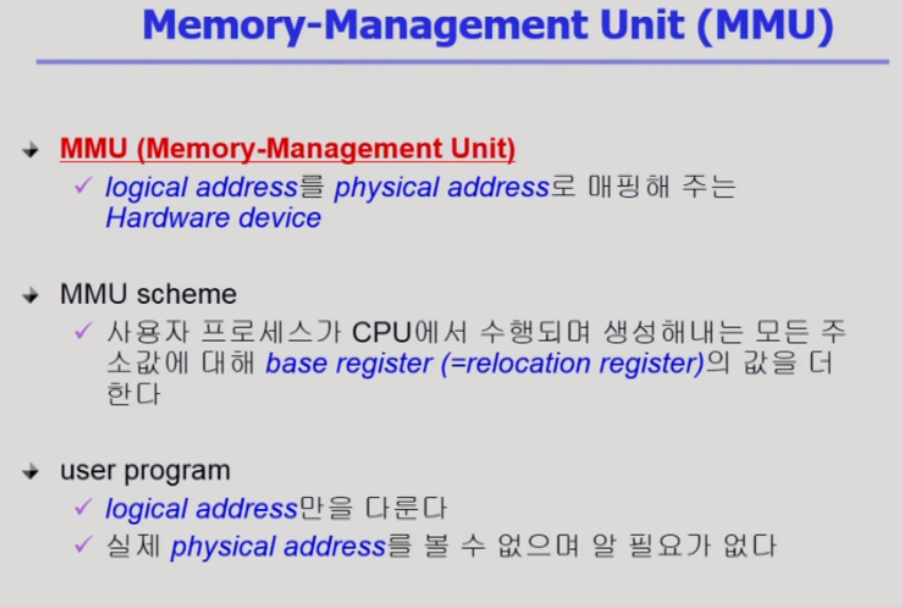 Memory-Management Unit (MMU)
MMU (Memory-Management Unit)
✓ logical address를 physical address로 매핑해 주는
Hardware device
MMU scheme
✓ 사용자 프로세스가 CPU에서 수행되며 생성해내는 모든 주
소값에 대해 base register (=relocation register)의 값을 더
한다
user program
✓ logical address만을 다룬다
✓ 실제 physical address를 볼 수 없으며 알 필요가 없다